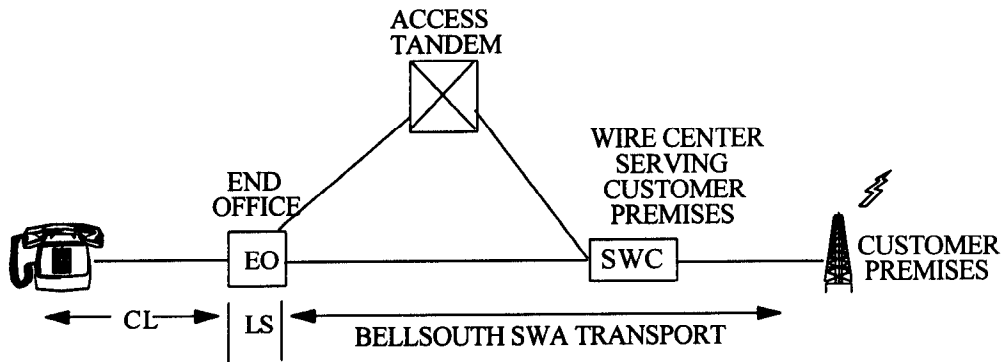 ACCESS
TANDEM
WIRE CENTER
SERVING
CUSTOMER
PREMISES
END
OFFICE
EO
SWC
CUSTOMER
PREMISES
CL
LS
BELLSOUTH SWA TRANSPORT